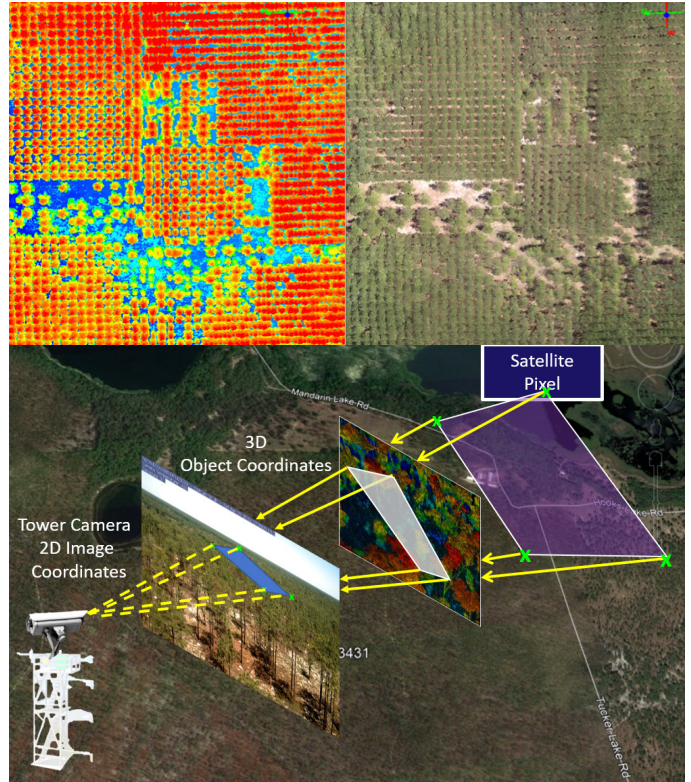 Satellite
Pixel
Mandarin Lake Rd
3D
Object Coordinates
Tower Camera
2D Image
Coordinates
3431
Tucker Lake Rd